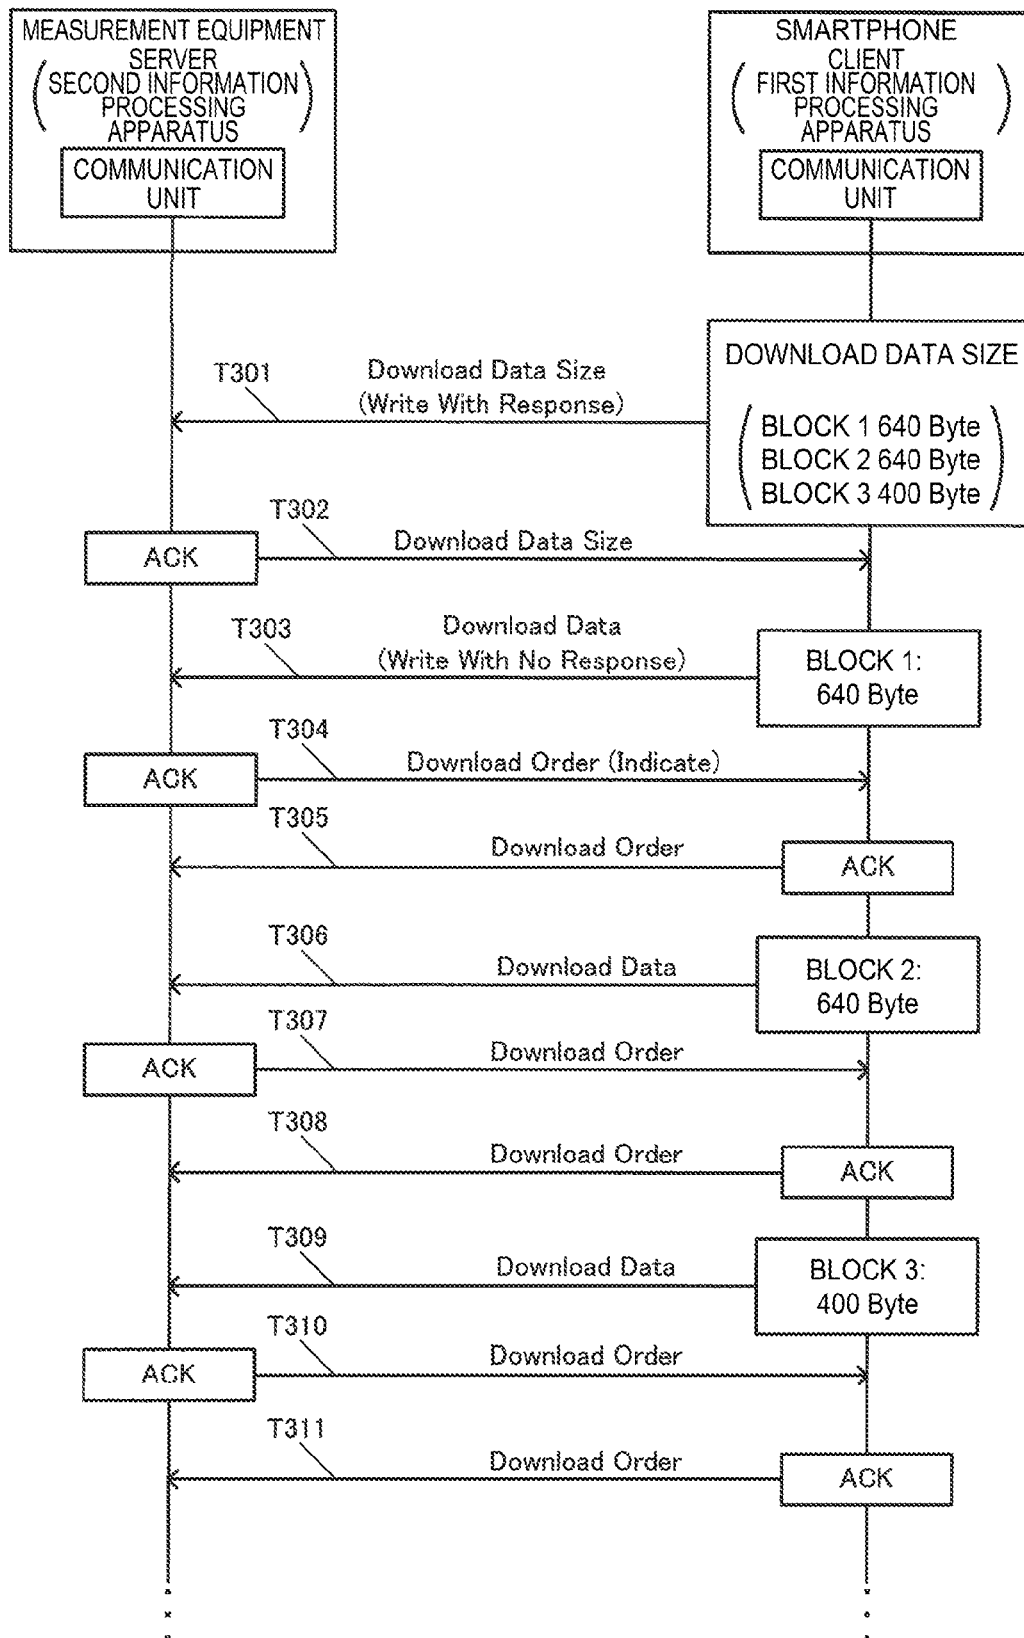 MEASUREMENT EQUIPMENT
SERVER
(SECOND INFORMATION
PROCESSING
APPARATUS)
COMMUNICATION
UNIT
SMARTPHONE
CLIENT
(FIRST INFORMATION
PROCESSING
APPARATUS)
COMMUNICATION
UNIT
DOWNLOAD DATA SIZE
(BLOCK 1 640 Byte
BLOCK 2 640 Byte
BLOCK 3 400 Byte)
T301
Download Data Size
(Write With Response)
T302
ACK
Download Data Size
T303
Download Data
(Write With No Response)
BLOCK 1:
640 Byte
T304
ACK
Download Order (Indicate)
T305
Download Order
ACK
T306
Download Data
BLOCK 2:
640 Byte
T307
ACK
Download Order
T308
Download Order
ACK
T309
Download Data
BLOCK 3:
400 Byte
T310
ACK
Download Order
T311
Download Order
ACK